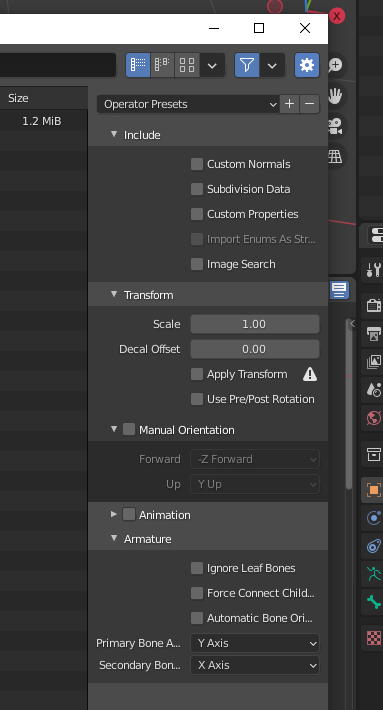 X
Size
Operator Presets
1.2 MiB
Include
Custom Normals
Subdivision Data
Custom Properties
Import Enums As Str...
Image Search
Transform
Scale 1.00
Decal Offset 0.00
Apply Transform
Use Pre/Post Rotation
Manual Orientation
Forward -Z Forward
Up Y Up
Animation
Armature
Ignore Leaf Bones
Force Connect Child...
Automatic Bone Ori...
Primary Bone A... Y Axis
Secondary Bon... X Axis